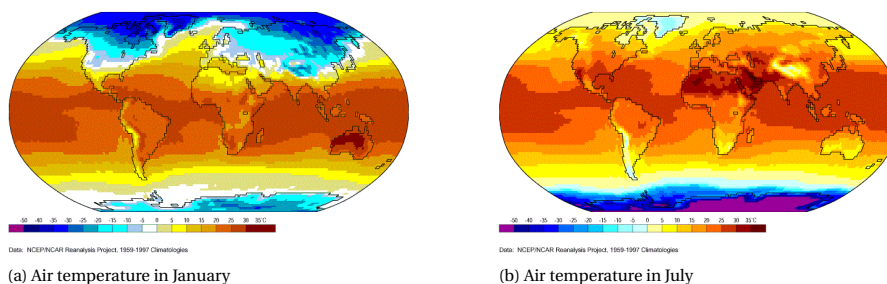 -50 -40 -35 -30 -25 -20 -15 -10 -5 0 5 10 15 20 25 30 35°C
Data: NCEP/NCAR Reanalysis Project, 1959-1997 Climatologies
(a) Air temperature in January
-50 -40 -35 -30 -25 -20 -15 -10 -5 0 5 10 15 20 25 30 35°C
Data: NCEP/NCAR Reanalysis Project, 1959-1997 Climatologies
(b) Air temperature in July